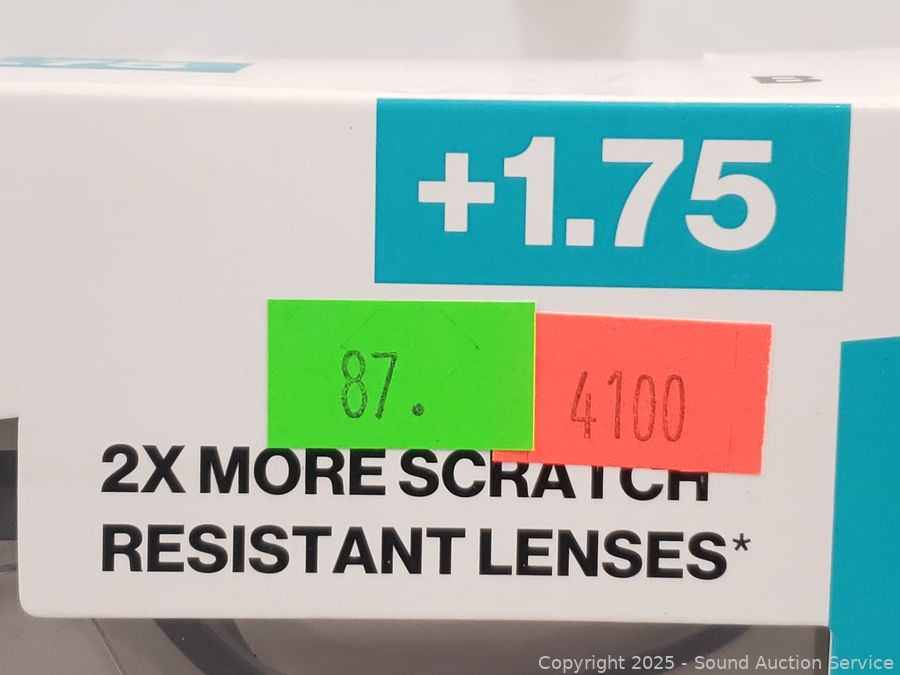 +1.75
87.
4100
2X MORE SCRATCH
RESISTANT LENSES*
Copyright 2025 - Sound Auction Service